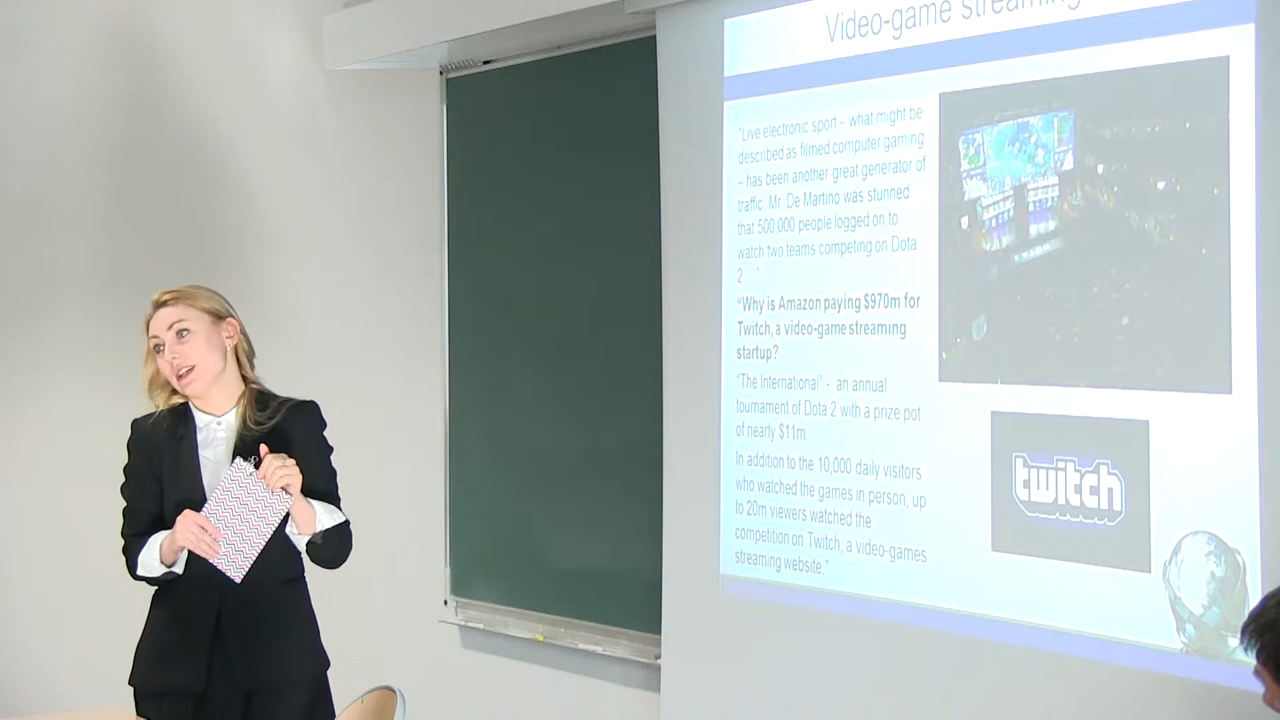 Video-game streaming
"Live electronic sport – what might be
described as filmed computer gaming
– has been another great generator of
traffic. Mr. De Martino was stunned
that 500,000 people logged on to
watch two teams competing on Dota
2 ."
"Why is Amazon paying $970m for
Twitch, a video-game streaming
startup?
"The International" - an annual
tournament of Dota 2 with a prize pot
of nearly $11m.
In addition to the 10,000 daily visitors
who watched the games in person, up
to 20m viewers watched the
competition on Twitch, a video-games
streaming website."
twitch